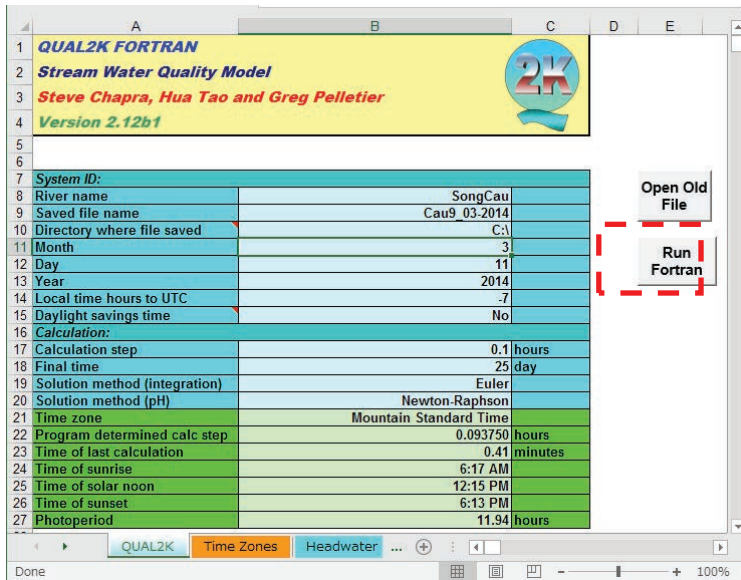 A B C D E
1 QUAL2K FORTRAN
2 Stream Water Quality Model
3 Steve Chapra, Hua Tao and Greg Pelletier
4 Version 2.12b1
2K
5
6
7 System ID:
8 River name SongCau
9 Saved file name Cau9_03-2014
10 Directory where file saved C:\
11 Month 3
12 Day 11
13 Year 2014
14 Local time hours to UTC -7
15 Daylight savings time No
16 Calculation:
17 Calculation step 0.1 hours
18 Final time 25 day
19 Solution method (integration) Euler
20 Solution method (pH) Newton-Raphson
21 Time zone Mountain Standard Time
22 Program determined calc step 0.093750 hours
23 Time of last calculation 0.41 minutes
24 Time of sunrise 6:17 AM
25 Time of solar noon 12:15 PM
26 Time of sunset 6:13 PM
27 Photoperiod 11.94 hours
Open Old
File
Run
Fortran
QUAL2K Time Zones Headwater ...
Done 100%